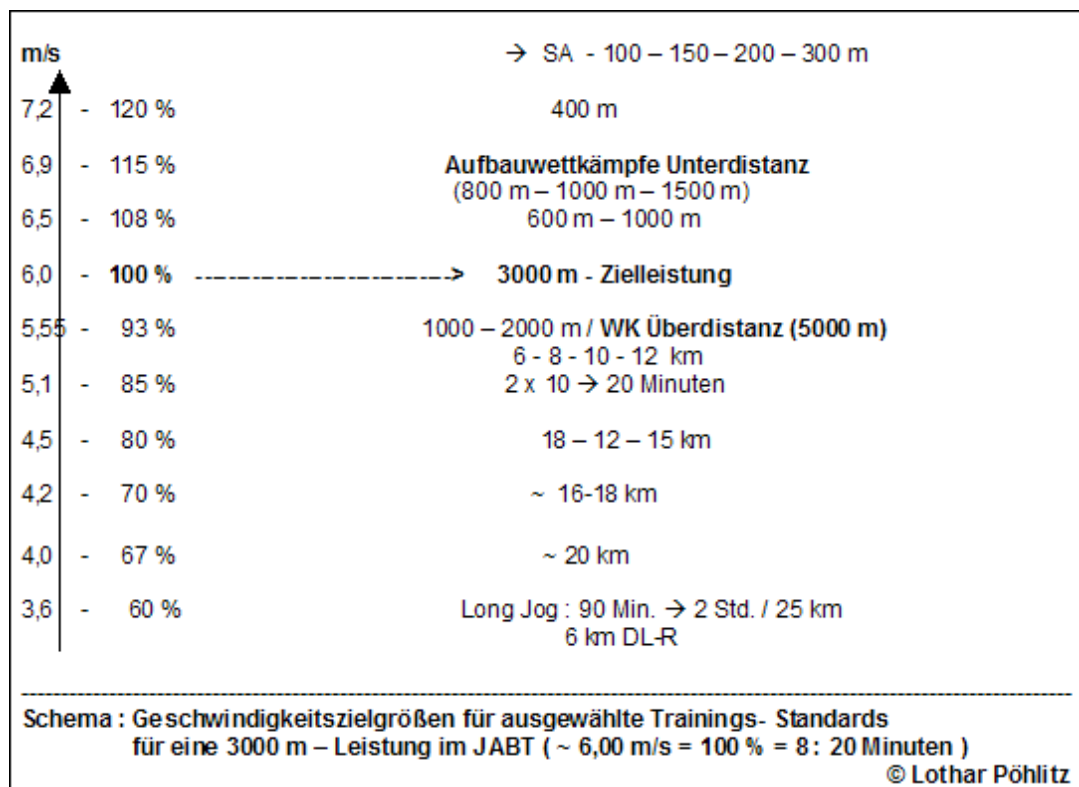 m/s → SA - 100 – 150 – 200 – 300 m
7,2 - 120 % 400 m
6,9 - 115 % Aufbauwettkämpfe Unterdistanz
(800 m – 1000 m – 1500 m)
6,5 - 108 % 600 m – 1000 m
6,0 - 100 % ----------------------------> 3000 m - Zielleistung
5,55 - 93 % 1000 – 2000 m / WK Überdistanz (5000 m)
6 - 8 - 10 - 12 km
5,1 - 85 % 2 x 10 → 20 Minuten
4,5 - 80 % 18 – 12 – 15 km
4,2 - 70 % ~ 16-18 km
4,0 - 67 % ~ 20 km
3,6 - 60 % Long Jog : 90 Min. → 2 Std. / 25 km
6 km DL-R
Schema : Geschwindigkeitszielgrößen für ausgewählte Trainings- Standards
für eine 3000 m – Leistung im JABT ( ~ 6,00 m/s = 100 % = 8 : 20 Minuten )
© Lothar Pöhlitz